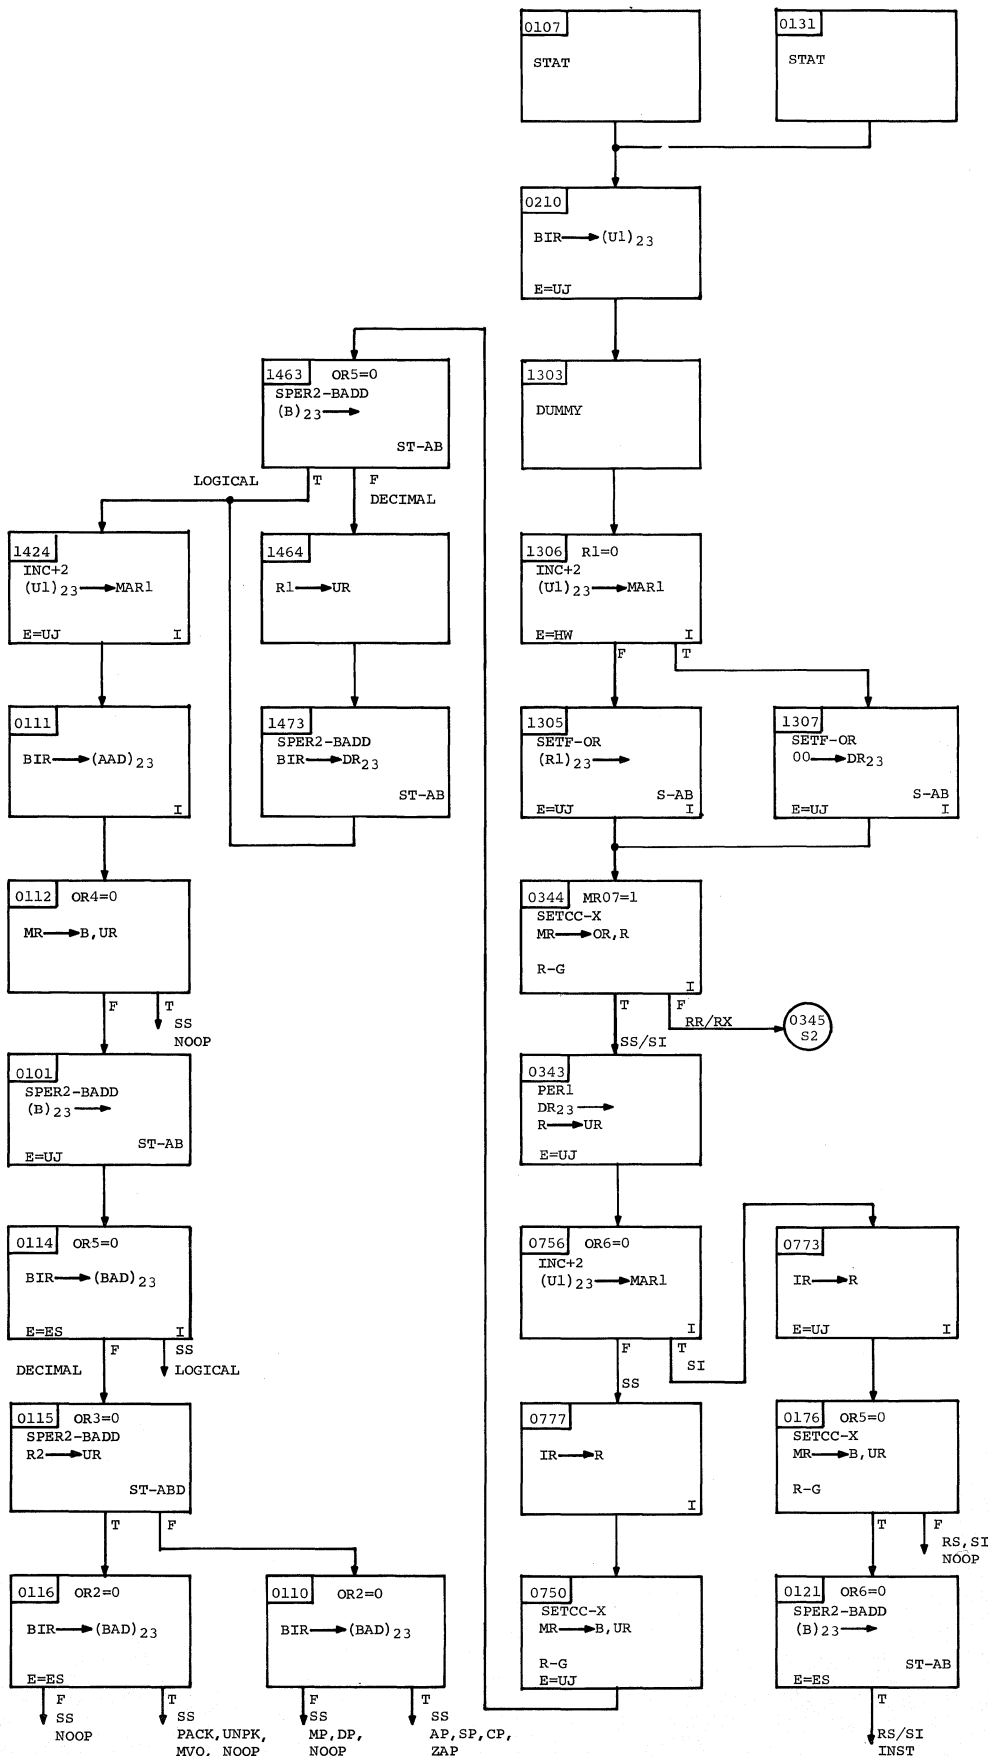 0107
STAT
0131
STAT
0210
BIR (U1)23
E=UJ
1463 OR5=0
SPER2-BADD
(B)23
ST-AB
1303
DUMMY
LOGICAL T F
DECIMAL
1424
INC+2
(U1)23 MAR1
E=UJ I
1464
R1 UR
1306 R1=0
INC+2
(U1)23 MAR1
E=HW I
F T
0111
BIR (AAD)23
I
1473
SPER2-BADD
BIR DR23
ST-AB
1305
SETF-OR
(R1)23
S-AB
E=UJ I
1307
SETF-OR
00 DR23
S-AB
E=UJ I
0112 OR4=0
MR B,UR
F T
SS
NOOP
0344 MR07=1
SETCC-X
MR OR,R
R-G
I
T F
RR/RX
SS/SI
0345
S2
0101
SPER2-BADD
(B)23
ST-AB
E=UJ
0343
PER1
DR23
R UR
E=UJ
0114 OR5=0
BIR (BAD)23
E=ES I
F SS
DECIMAL LOGICAL
0756 OR6=0
INC+2
(U1)23 MAR1
I
F T
SI
SS
0773
IR R
E=UJ I
0115 OR3=0
SPER2-BADD
R2 UR
ST-ABD
T F
0777
IR R
I
0176 OR5=0
SETCC-X
MR B,UR
R-G
T F
RS,SI
NOOP
0116 OR2=0
BIR (BAD)23
E=ES
F T
SS SS
NOOP PACK,UNPK,
MVO, NOOP
0110 OR2=0
BIR (BAD)23
F T
SS SS
MP,DP, AP,SP,CP,
NOOP ZAP
0750
SETCC-X
MR B,UR
R-G
E=UJ
0121 OR6=0
SPER2-BADD
(B)23
ST-AB
E=ES
T
RS/SI
INST